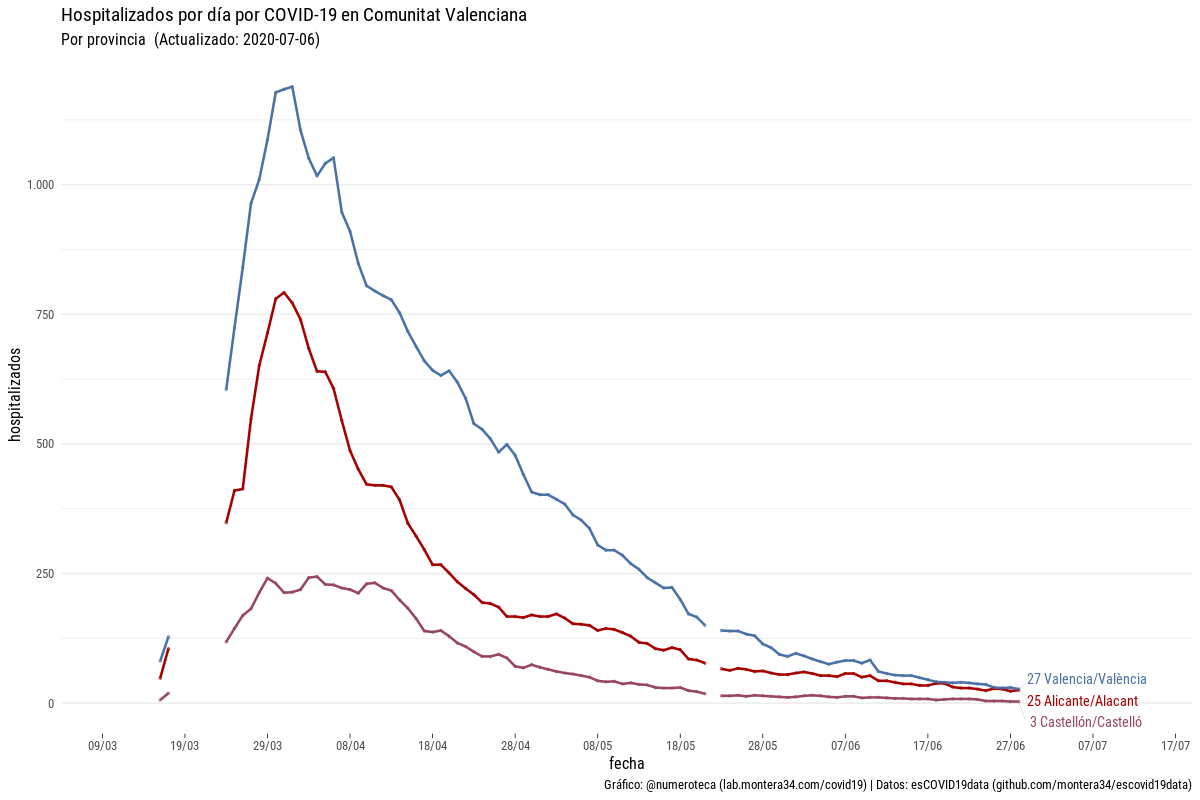 Hospitalizados por día por COVID-19 en Comunitat Valenciana
Por provincia  (Actualizado: 2020-07-06)
hospitalizados
1.000
750
500
250
0
27 Valencia/València
25 Alicante/Alacant
3 Castellón/Castelló
09/03 19/03 29/03 08/04 18/04 28/04 08/05 18/05 28/05 07/06 17/06 27/06 07/07 17/07
fecha
Gráfico: @numeroteca (lab.montera34.com/covid19) | Datos: esCOVID19data (github.com/montera34/escovid19data)